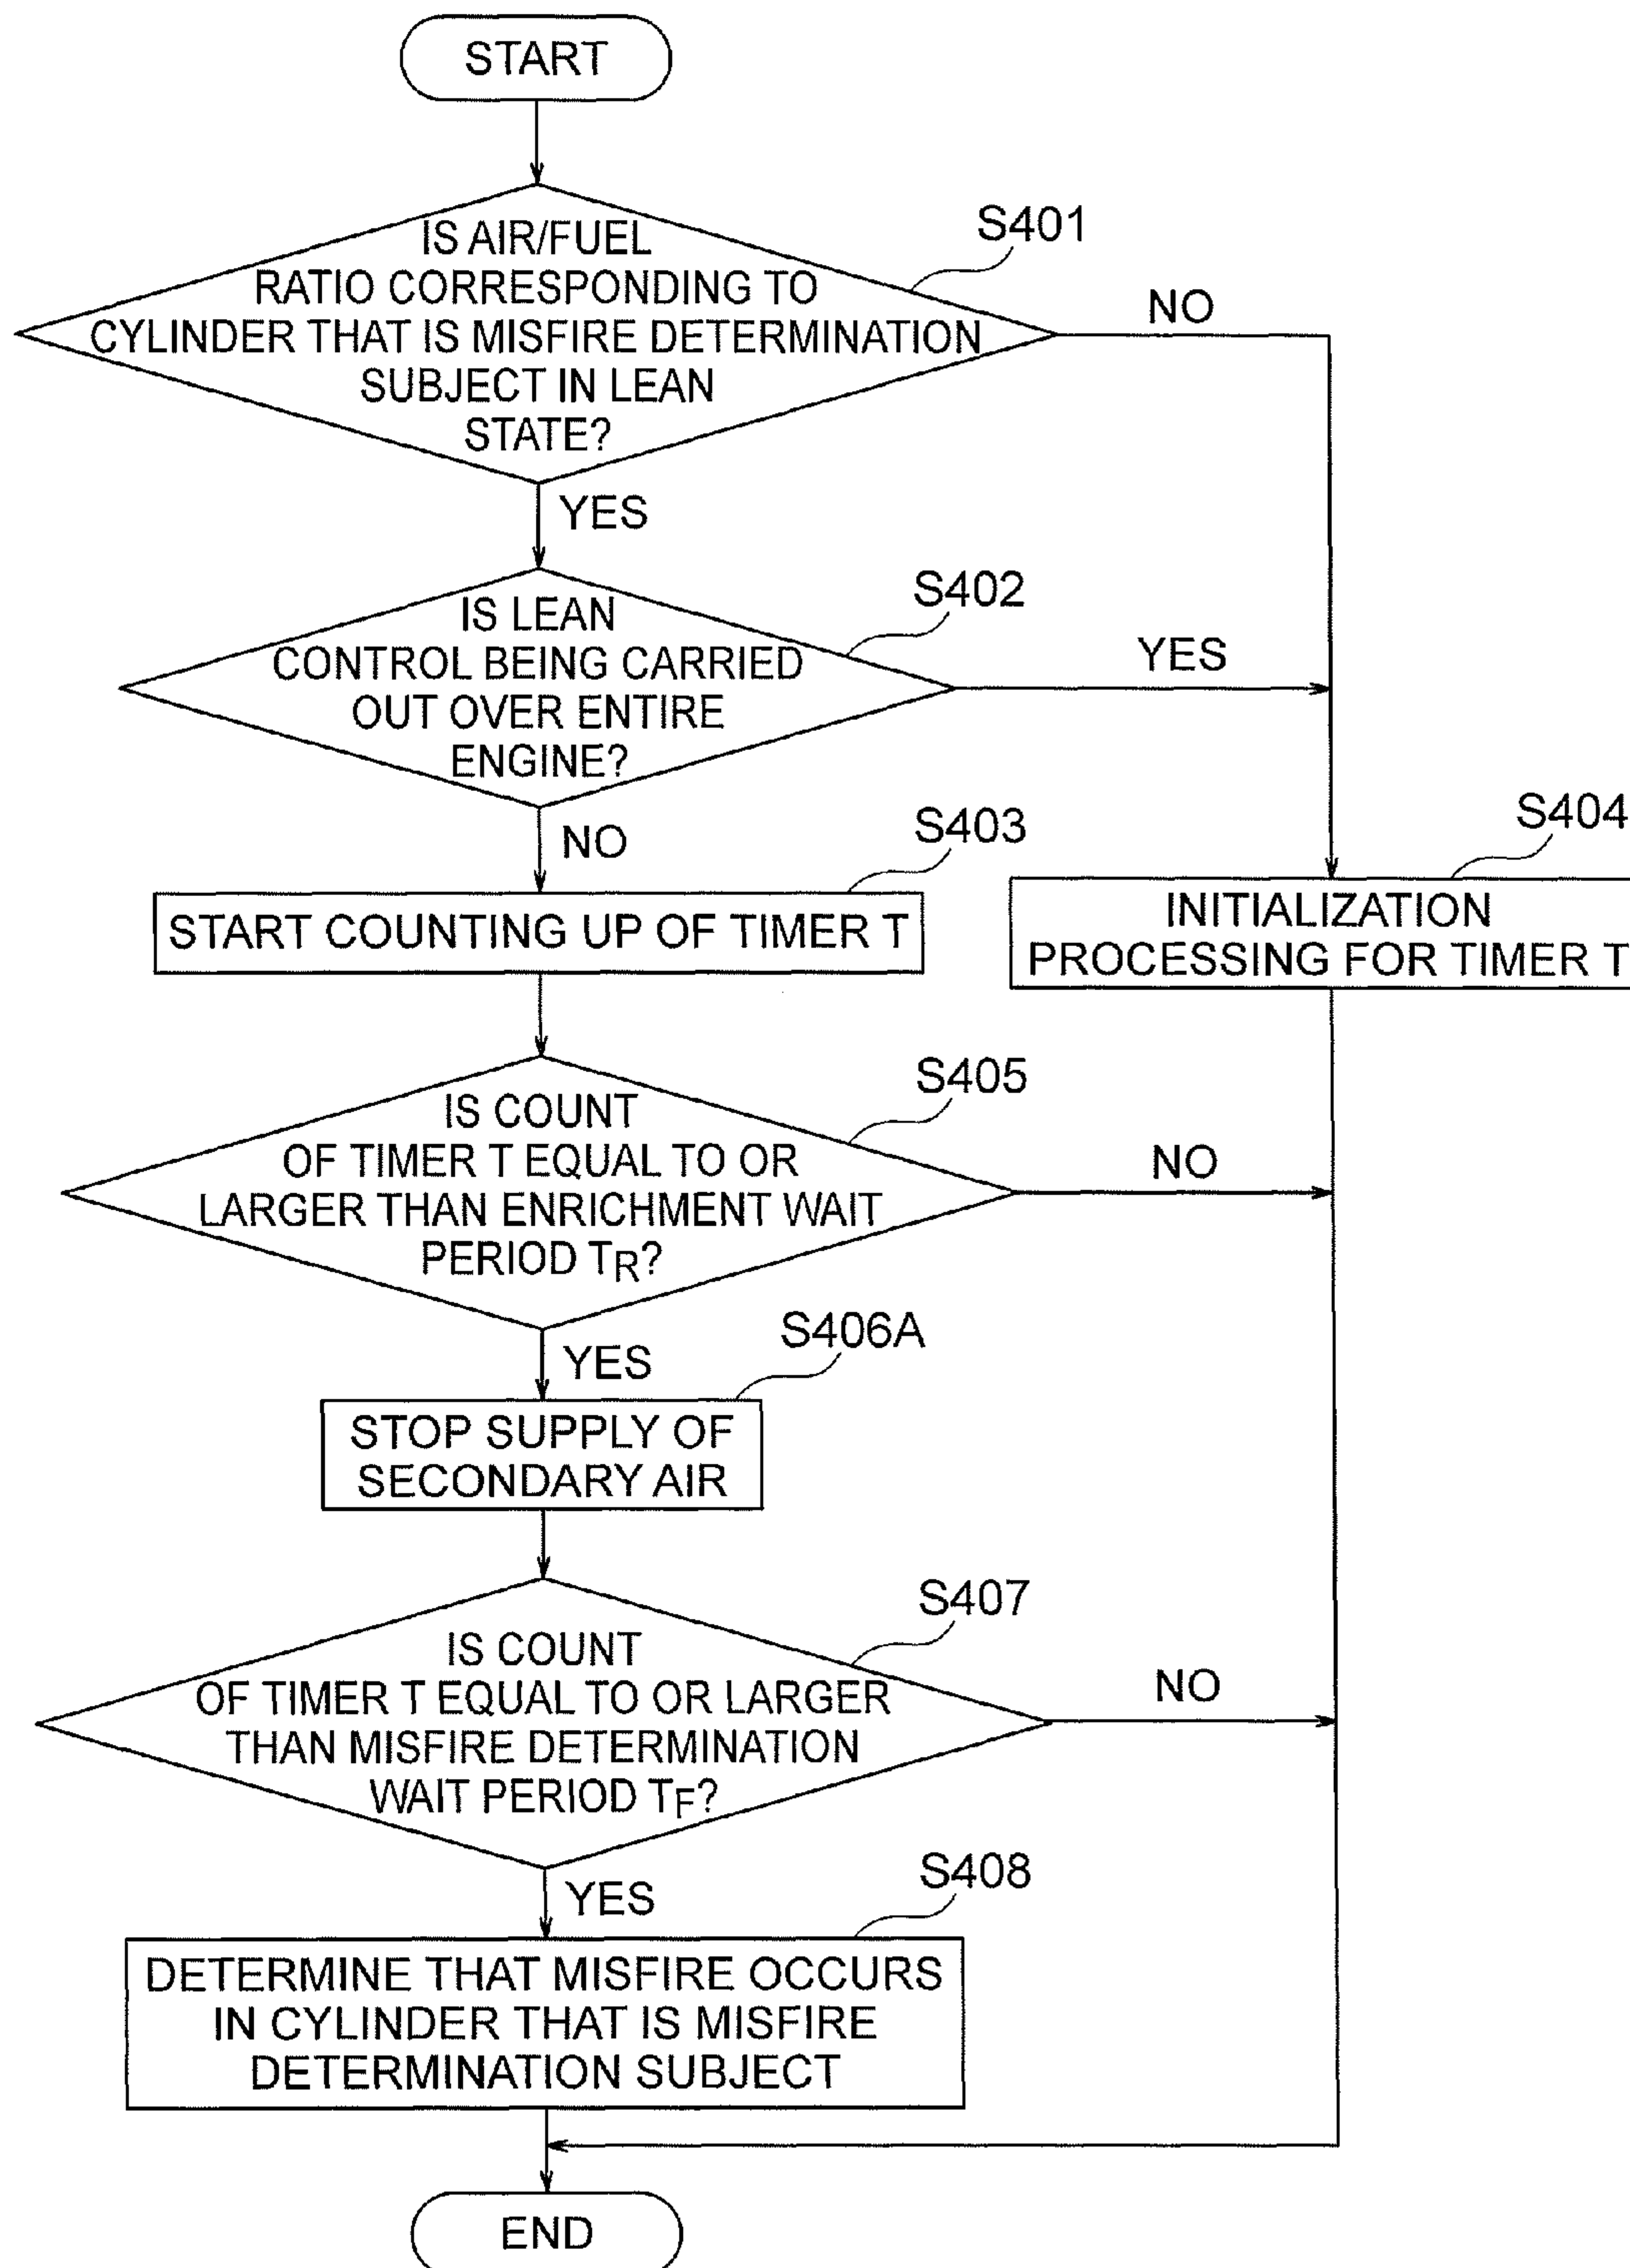 START
IS AIR/FUEL
RATIO CORRESPONDING TO
CYLINDER THAT IS MISFIRE DETERMINATION
SUBJECT IN LEAN
STATE?
S401
NO
YES
IS LEAN
CONTROL BEING CARRIED
OUT OVER ENTIRE
ENGINE?
S402
YES
NO
S403
START COUNTING UP OF TIMER T
S404
INITIALIZATION
PROCESSING FOR TIMER T
IS COUNT
OF TIMER T EQUAL TO OR
LARGER THAN ENRICHMENT WAIT
PERIOD TR?
S405
NO
YES
S406A
STOP SUPPLY OF
SECONDARY AIR
IS COUNT
OF TIMER T EQUAL TO OR LARGER
THAN MISFIRE DETERMINATION
WAIT PERIOD TF?
S407
NO
YES
S408
DETERMINE THAT MISFIRE OCCURS
IN CYLINDER THAT IS MISFIRE
DETERMINATION SUBJECT
END